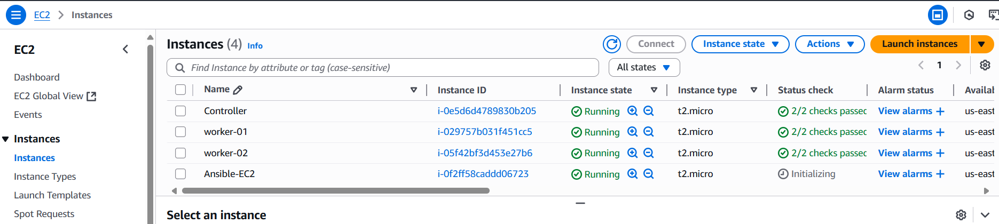 EC2 > Instances
EC2
Dashboard
EC2 Global View
Events
Instances
Instances
Instance Types
Launch Templates
Spot Requests
Instances (4) Info
Connect Instance state Actions Launch instances
Find Instance by attribute or tag (case-sensitive)
All states
1
Name Instance ID Instance state Instance type Status check Alarm status Availab
Controller i-0e5d6d4789830b205 Running t2.micro 2/2 checks passec View alarms + us-east
worker-01 i-029757b031f451cc5 Running t2.micro 2/2 checks passec View alarms + us-east
worker-02 i-05f42bf3d453e27b6 Running t2.micro 2/2 checks passec View alarms + us-east
Ansible-EC2 i-0f2ff58caddd06723 Running t2.micro Initializing View alarms + us-east
Select an instance